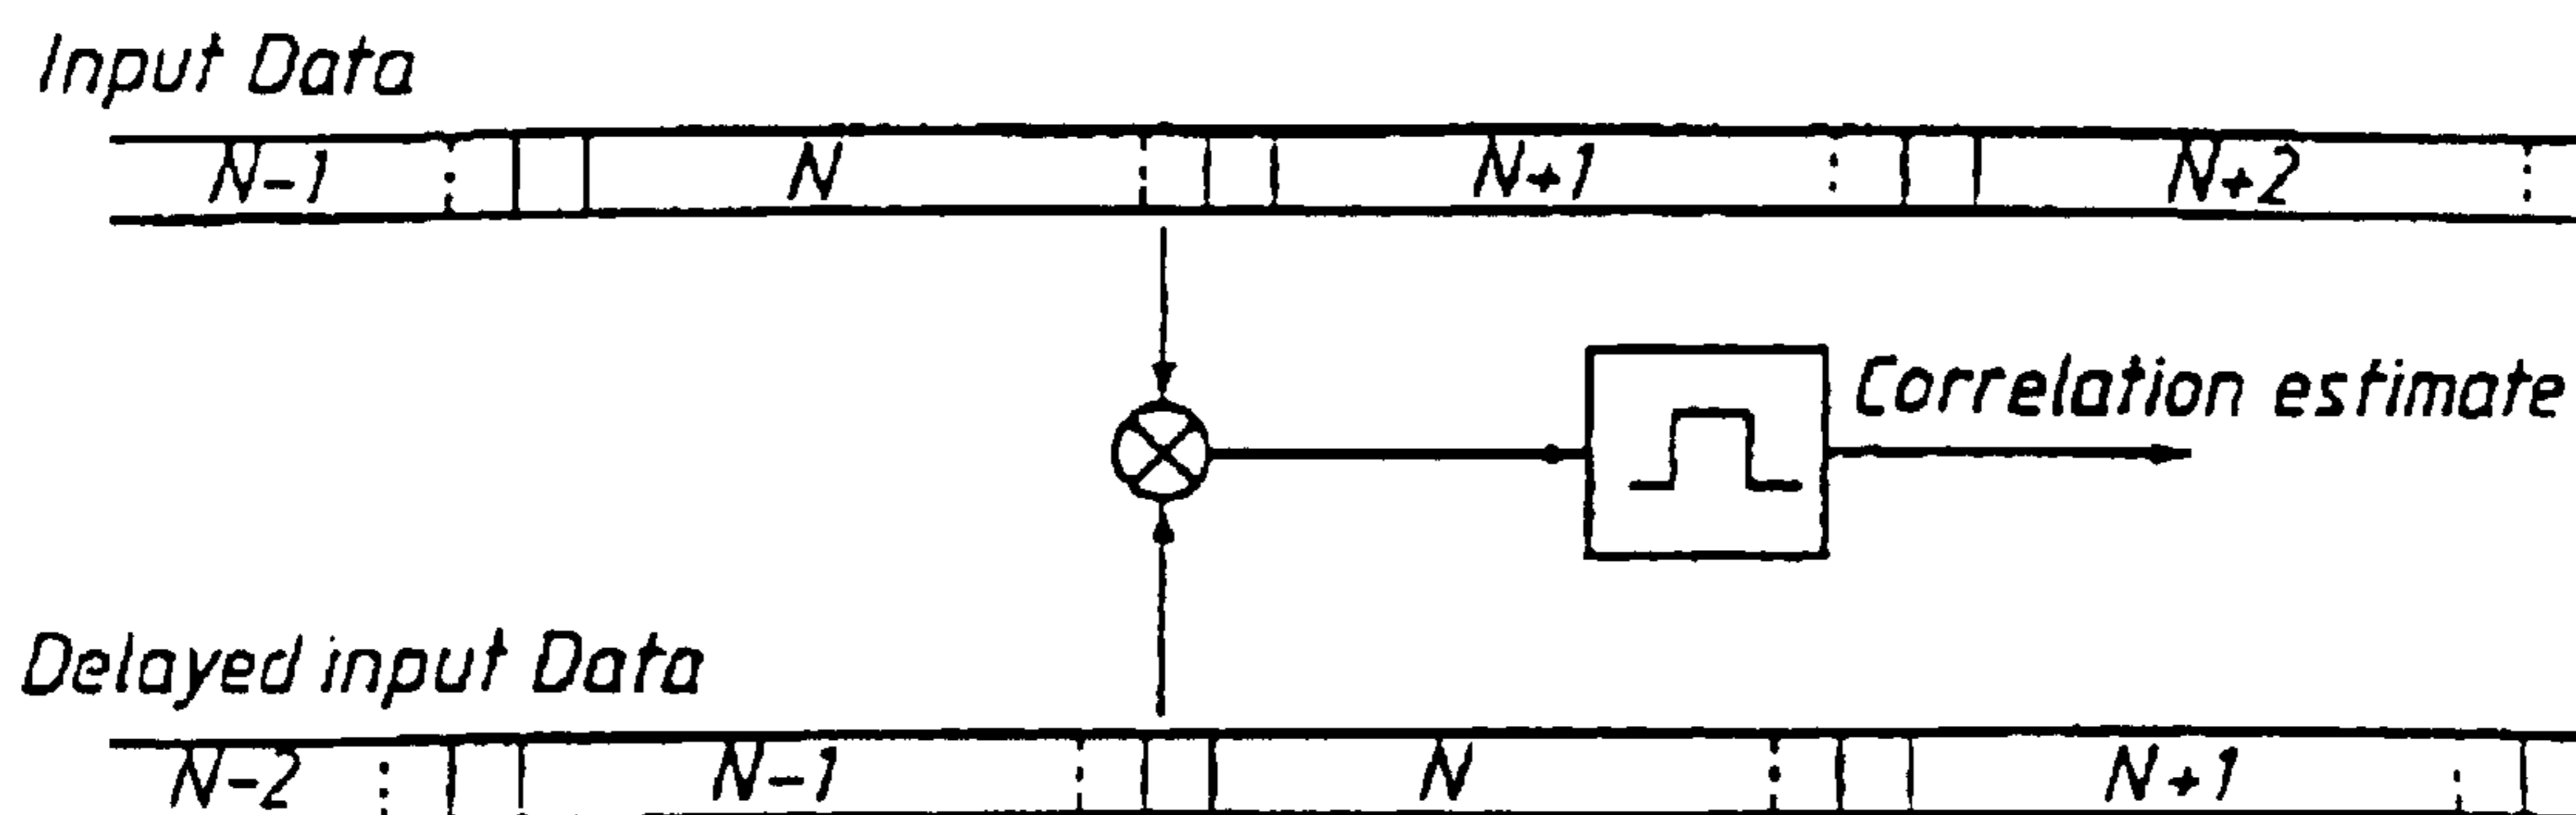 Input Data
N-1 N N+1 N+2
Correlation estimate
Delayed input Data
N-2 N-1 N N+1